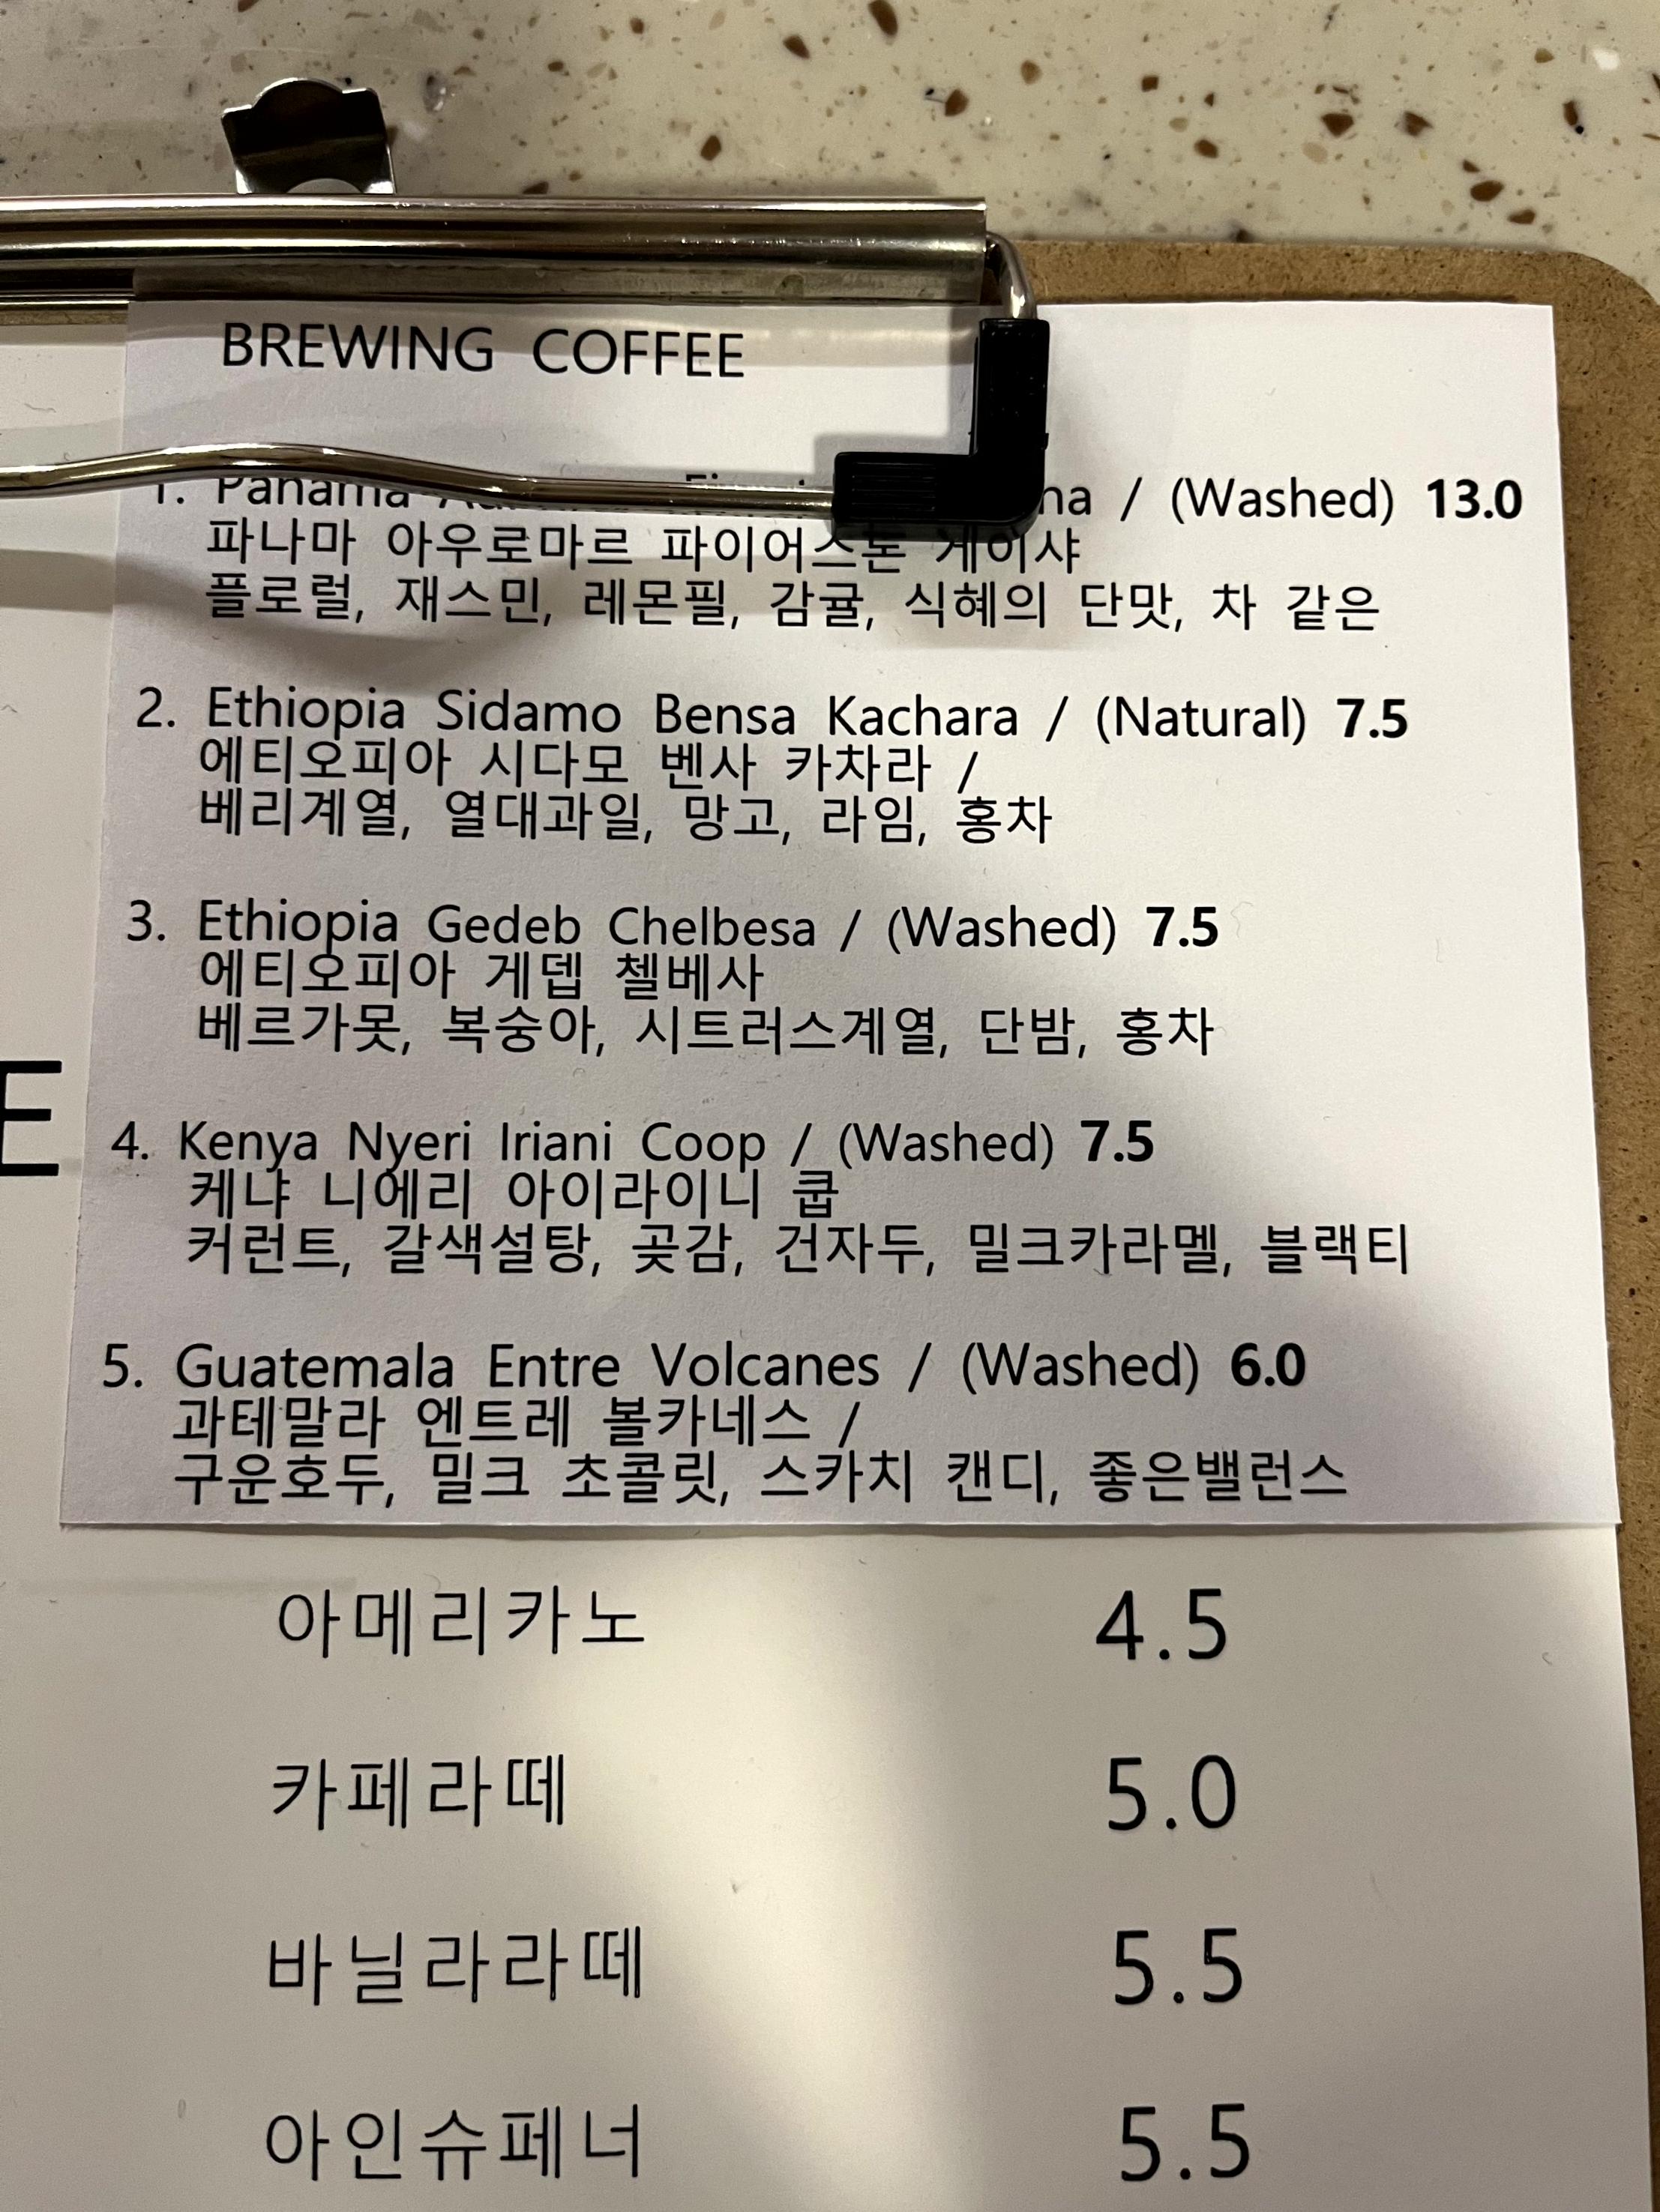 BREWING COFFEE
1. Panama / (Washed) 13.0
파나마 아우로마르 파이어스톤 게이샤
플로럴, 재스민, 레몬필, 감귤, 식혜의 단맛, 차 같은
2. Ethiopia Sidamo Bensa Kachara / (Natural) 7.5
에티오피아 시다모 벤사 카차라 /
베리계열, 열대과일, 망고, 라임, 홍차
3. Ethiopia Gedeb Chelbesa / (Washed) 7.5
에티오피아 게뎁 첼베사
베르가못, 복숭아, 시트러스계열, 단밤, 홍차
E
4. Kenya Nyeri Iriani Coop / (Washed) 7.5
케냐 니에리 아이라이니 쿱
커런트, 갈색설탕, 곶감, 건자두, 밀크카라멜, 블랙티
5. Guatemala Entre Volcanes / (Washed) 6.0
과테말라 엔트레 볼카네스 /
구운호두, 밀크 초콜릿, 스카치 캔디, 좋은밸런스
아메리카노 4.5
카페라떼 5.0
바닐라라떼 5.5
아인슈페너 5.5